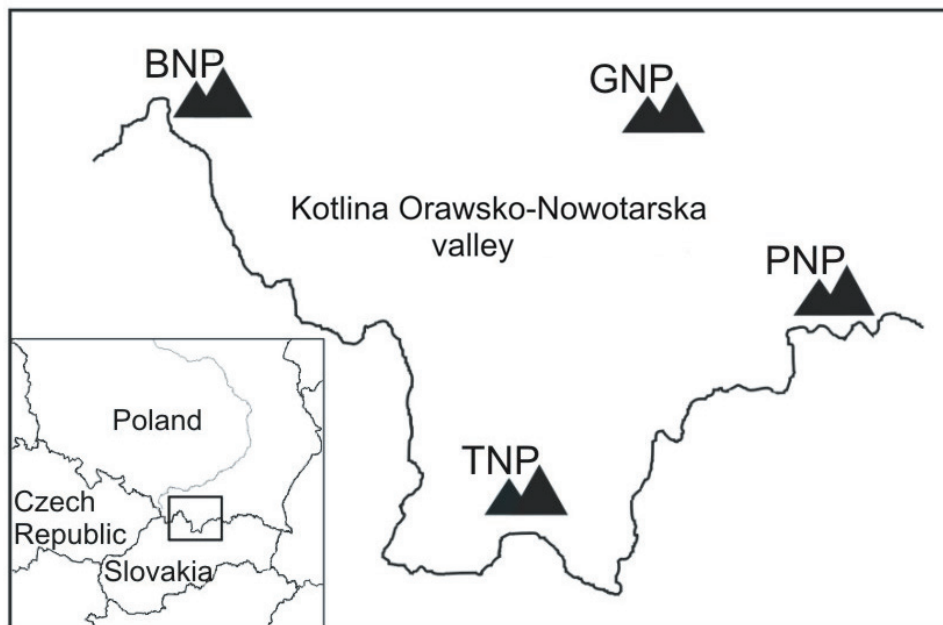 BNP
GNP
Kotlina Orawsko-Nowotarska
valley
PNP
TNP
Poland
Czech
Republic
Slovakia